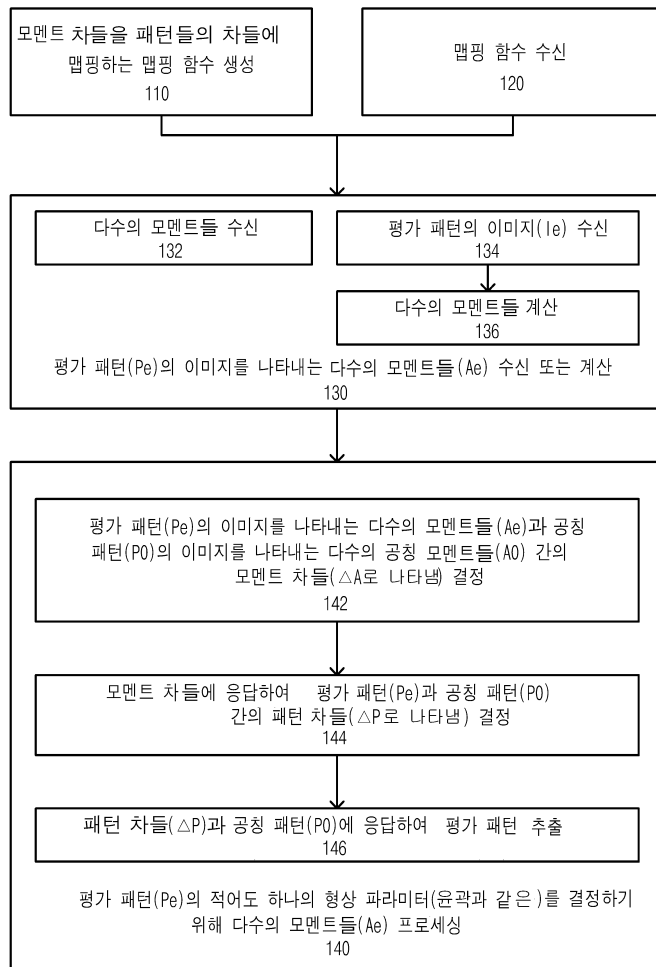 모멘트 차들을 패턴들의 차들에
맵핑하는 맵핑 함수 생성
110
맵핑 함수 수신
120
다수의 모멘트들 수신
132
평가 패턴의 이미지(Ie) 수신
134
다수의 모멘트들 계산
136
평가 패턴(Pe)의 이미지를 나타내는 다수의 모멘트들(Ae) 수신 또는 계산
130
평가 패턴(Pe)의 이미지를 나타내는 다수의 모멘트들(Ae)과 공칭
패턴(P0)의 이미지를 나타내는 다수의 공칭 모멘트들(A0) 간의
모멘트 차들(△A로 나타냄) 결정
142
모멘트 차들에 응답하여 평가 패턴(Pe)과 공칭 패턴(P0)
간의 패턴 차들(△P로 나타냄) 결정
144
패턴 차들(△P)과 공칭 패턴(P0)에 응답하여 평가 패턴 추출
146
평가 패턴(Pe)의 적어도 하나의 형상 파라미터(윤곽과 같은)를 결정하기
위해 다수의 모멘트들(Ae) 프로세싱
140